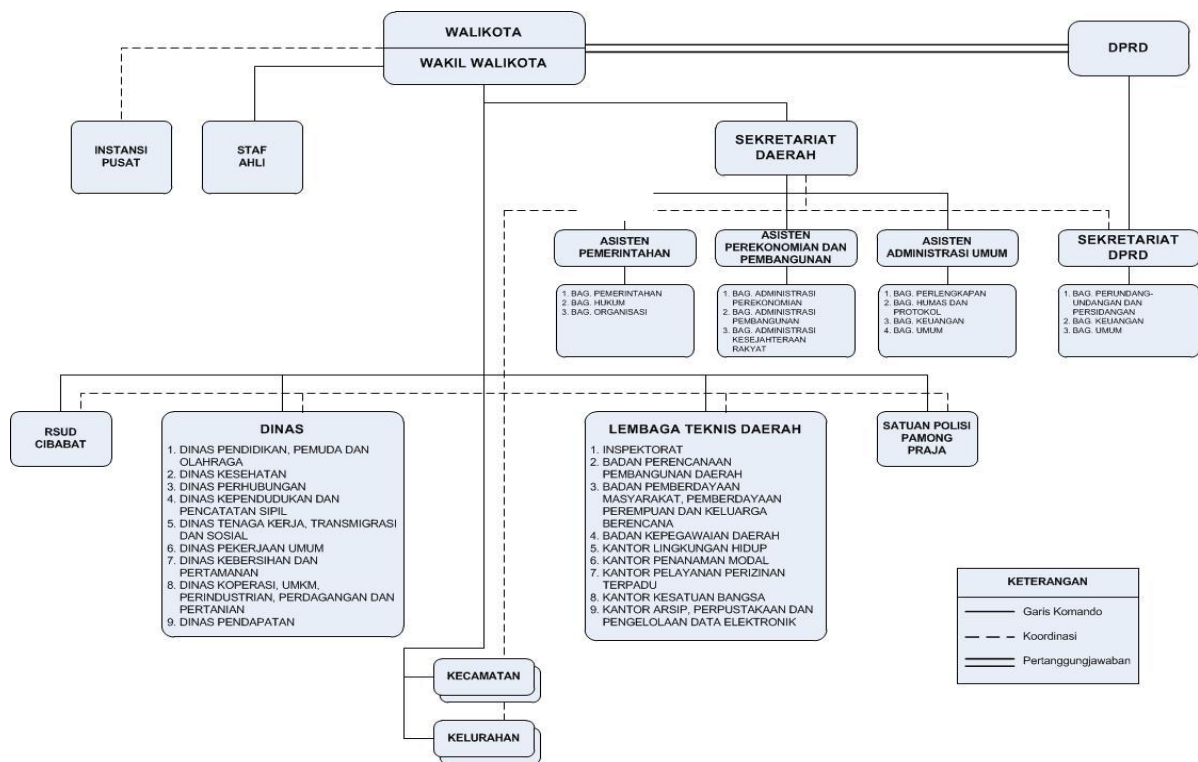 WALIKOTA
WAKIL WALIKOTA
DPRD
INSTANSI
PUSAT
STAF
AHLI
SEKRETARIAT
DAERAH
ASISTEN
PEMERINTAHAN
ASISTEN
PEREKONOMIAN DAN
PEMBANGUNAN
ASISTEN
ADMINISTRASI UMUM
SEKRETARIAT
DPRD
1. BAG. PEMERINTAHAN
2. BAG. HUKUM
3. BAG. ORGANISASI
1. BAG. ADMINISTRASI
PEREKONOMIAN
2. BAG. ADMINISTRASI
PEMBANGUNAN
3. BAG. ADMINISTRASI
KESEJAHTERAAN
RAKYAT
1. BAG. PERLENGKAPAN
2. BAG. HUMAS DAN
PROTOKOL
3. BAG. KEUANGAN
4. BAG. UMUM
1. BAG. PERUNDANG-
UNDANGAN DAN
PERSIDANGAN
2. BAG. KEUANGAN
3. BAG. UMUM
RSUD
CIBABAT
DINAS
1. DINAS PENDIDIKAN, PEMUDA DAN
OLAHRAGA
2. DINAS KESEHATAN
3. DINAS PERHUBUNGAN
4. DINAS KEPENDUDUKAN DAN
PENCATATAN SIPIL
5. DINAS TENAGA KERJA, TRANSMIGRASI
DAN SOSIAL
6. DINAS PEKERJAAN UMUM
7. DINAS KEBERSIHAN DAN
PERTAMANAN
8. DINAS KOPERASI, UMKM,
PERINDUSTRIAN, PERDAGANGAN DAN
PERTANIAN
9. DINAS PENDAPATAN
LEMBAGA TEKNIS DAERAH
1. INSPEKTORAT
2. BADAN PERENCANAAN
PEMBANGUNAN DAERAH
3. BADAN PEMBERDAYAAN
MASYARAKAT, PEMBERDAYAAN
PEREMPUAN DAN KELUARGA
BERENCANA
4. BADAN KEPEGAWAIAN DAERAH
5. KANTOR LINGKUNGAN HIDUP
6. KANTOR PENANAMAN MODAL
7. KANTOR PELAYANAN PERIZINAN
TERPADU
8. KANTOR KESATUAN BANGSA
9. KANTOR ARSIP, PERPUSTAKAAN DAN
PENGELOLAAN DATA ELEKTRONIK
SATUAN POLISI
PAMONG
PRAJA
KECAMATAN
KELURAHAN
KETERANGAN
Garis Komando
Koordinasi
Pertanggungjawaban